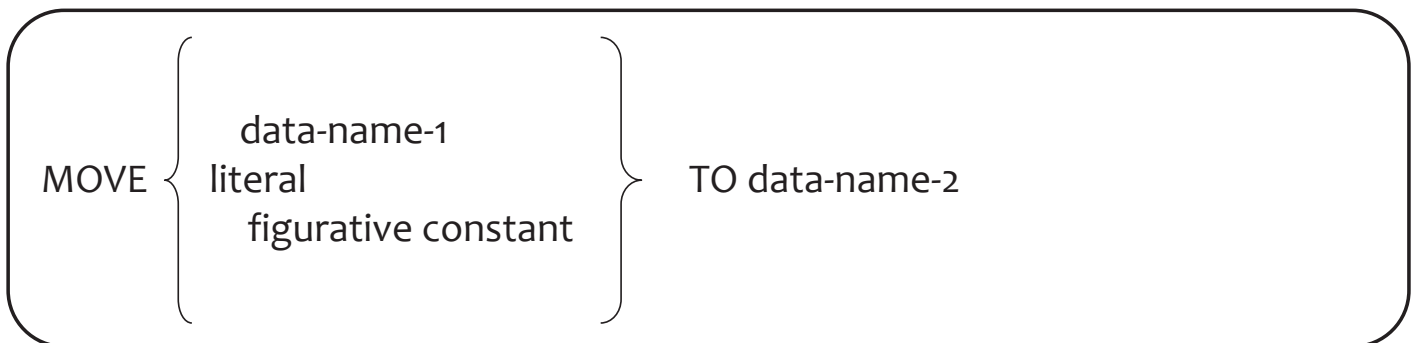 data-name-1
MOVE { literal } TO data-name-2
figurative constant